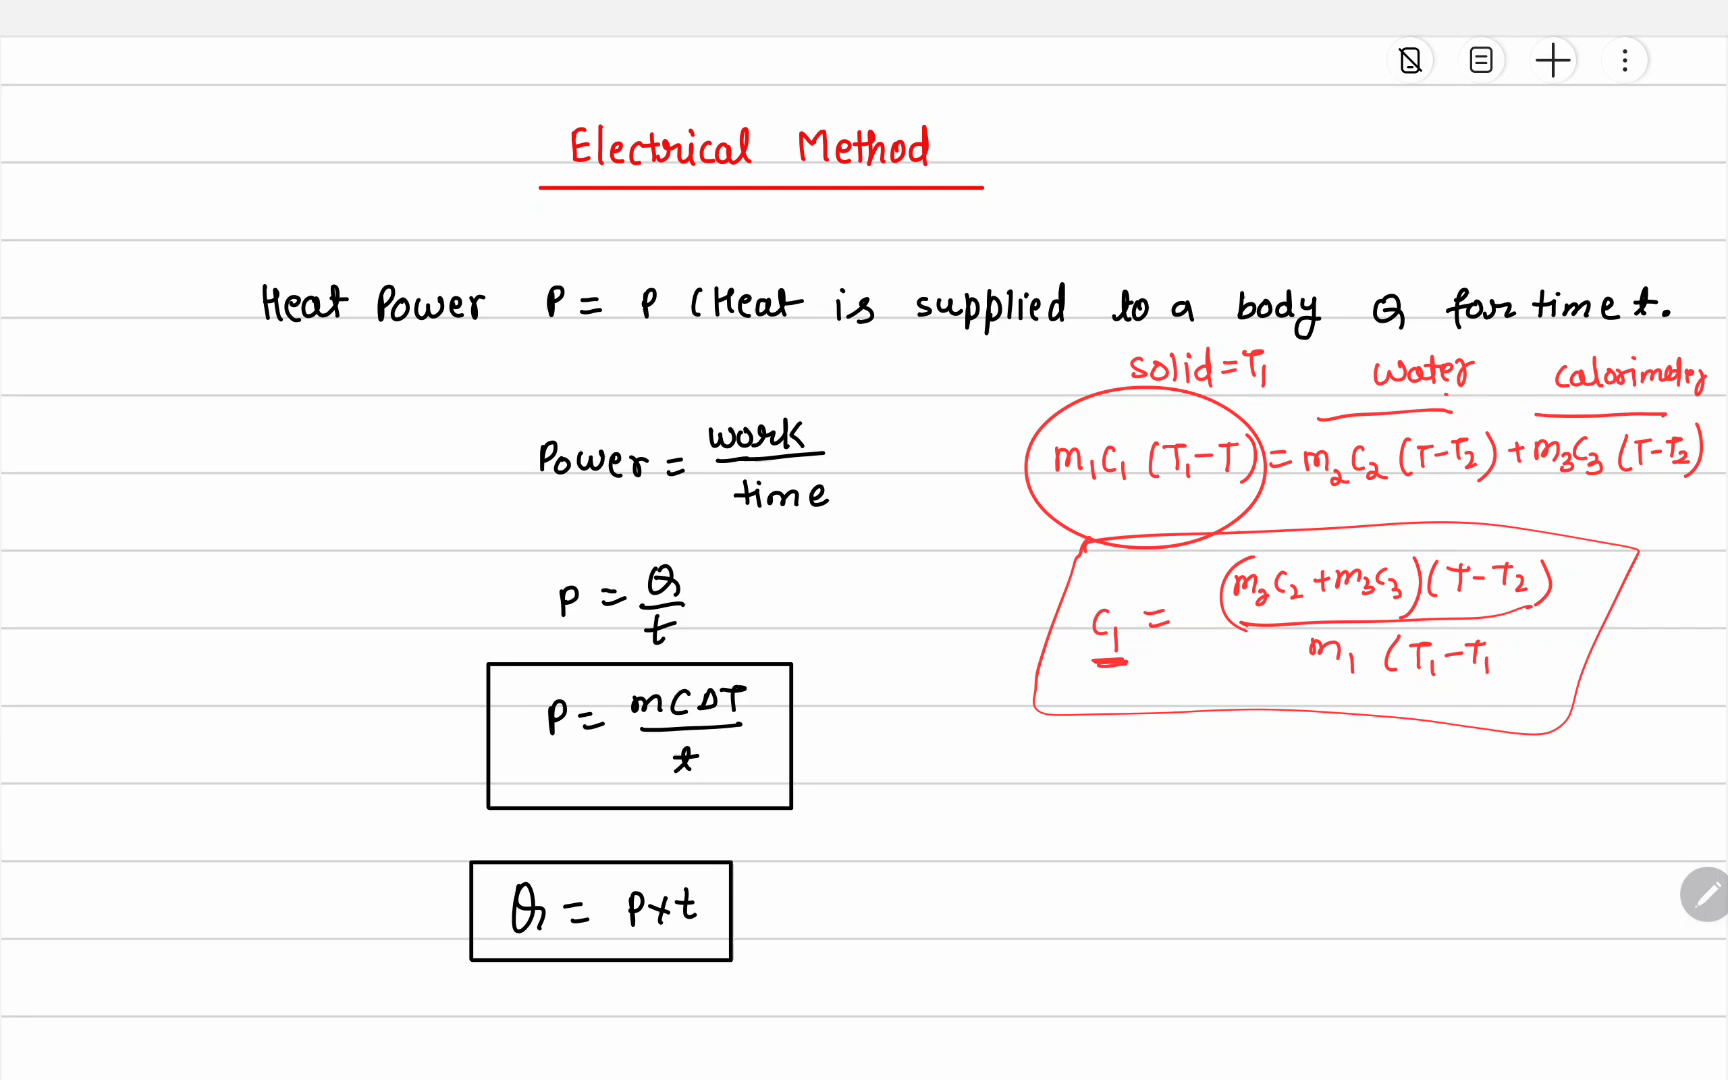 Electrical Method
Heat Power P = P (Heat is supplied to a body Q for time t.
solid = T₁ water calorimetry
Power = work / time
m₁c₁ (T₁-T) = m₂c₂ (T-T₂) + m₃c₃ (T-T₂)
P = Q / t
c₁ = (m₂c₂ + m₃c₃)(T-T₂) / m₁ (T₁-T₁
P = mCΔT / t
Q = P×t